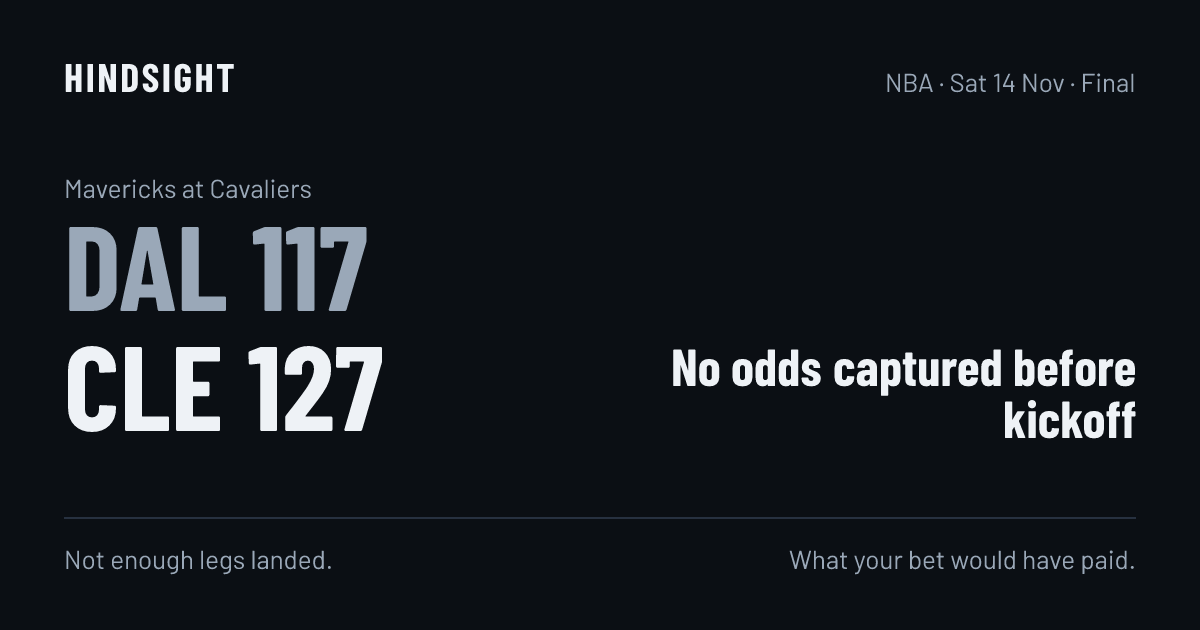 HINDSIGHT
NBA · Sat 14 Nov · Final
Mavericks at Cavaliers
DAL 117
CLE 127
No odds captured before
kickoff
Not enough legs landed.
What your bet would have paid.